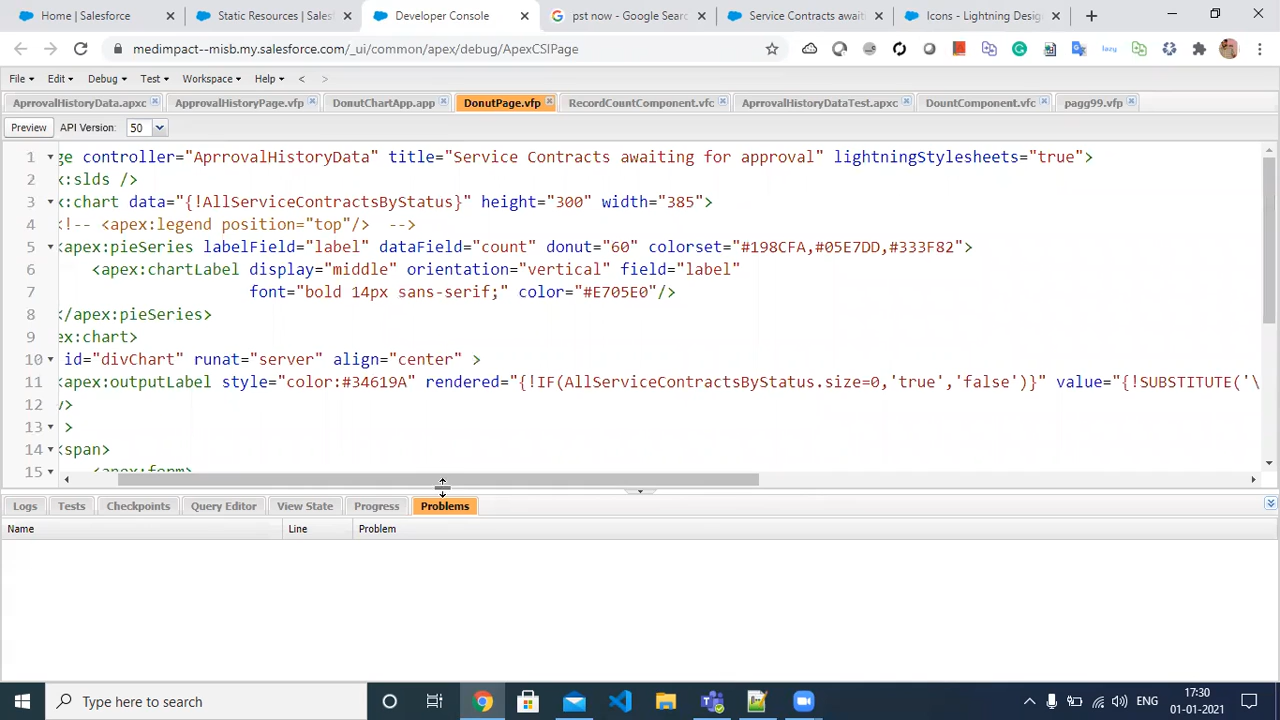 Home | Salesforce
Static Resources | Sales
Developer Console
pst now - Google Searc
Service Contracts await
Icons - Lightning Desig
medimpact--misb.my.salesforce.com/_ui/common/apex/debug/ApexCSIPage
File Edit Debug Test Workspace Help < >
AprrovalHistoryData.apxc
ApprovalHistoryPage.vfp
DonutChartApp.app
DonutPage.vfp
RecordCountComponent.vfc
AprrovalHistoryDataTest.apxc
DountComponent.vfc
pagg99.vfp
Preview API Version: 50
1 ge controller="AprrovalHistoryData" title="Service Contracts awaiting for approval" lightningStylesheets="true">
2 x:slds />
3 x:chart data="{!AllServiceContractsByStatus}" height="300" width="385">
4 <!-- <apex:legend position="top"/> -->
5 <apex:pieSeries labelField="label" dataField="count" donut="60" colorset="#198CFA,#05E7DD,#333F82">
6 <apex:chartLabel display="middle" orientation="vertical" field="label"
7 font="bold 14px sans-serif;" color="#E705E0"/>
8 </apex:pieSeries>
9 ex:chart>
10 id="divChart" runat="server" align="center" >
11 <apex:outputLabel style="color:#34619A" rendered="{!IF(AllServiceContractsByStatus.size=0,'true','false')}" value="{!SUBSTITUTE('\
12 />
13 >
14 <span>
15 <apex:form>
Logs Tests Checkpoints Query Editor View State Progress Problems
Name Line Problem
Type here to search
ENG
17:30
01-01-2021